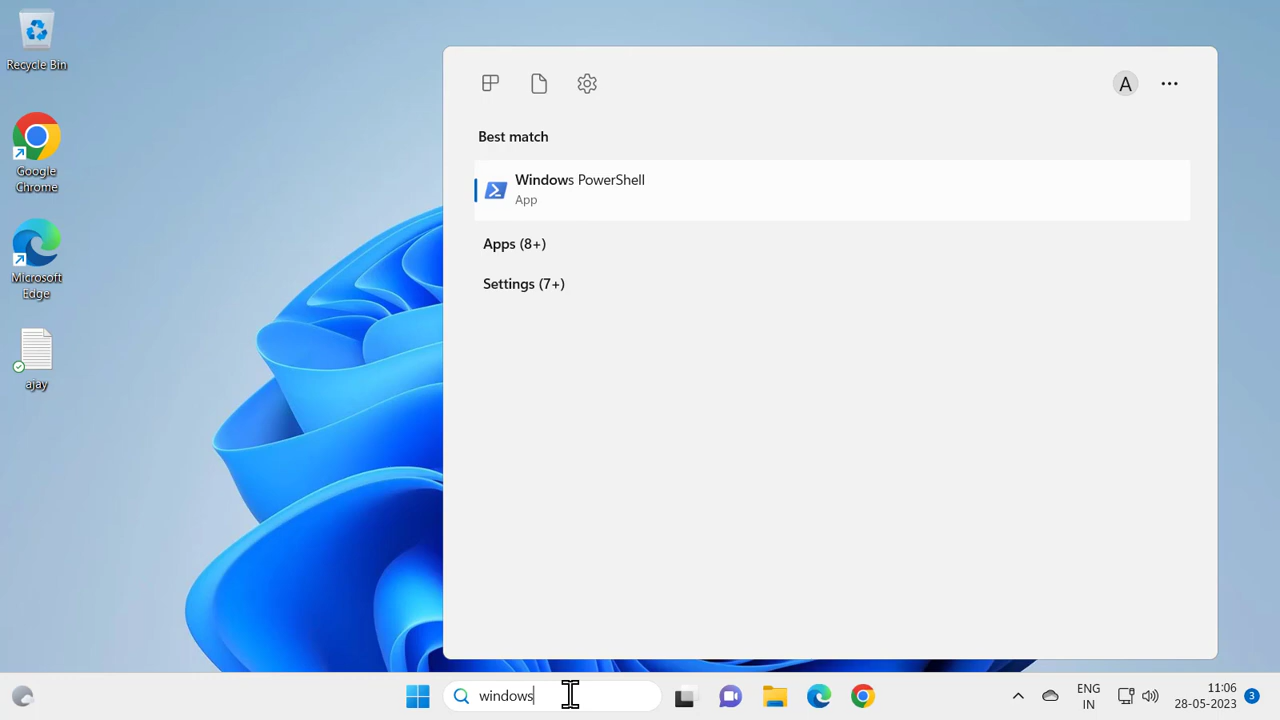 Recycle Bin
Google
Chrome
Microsoft
Edge
ajay
A
Best match
Windows PowerShell
App
Apps (8+)
Settings (7+)
windows
ENG
IN
11:06
28-05-2023
3